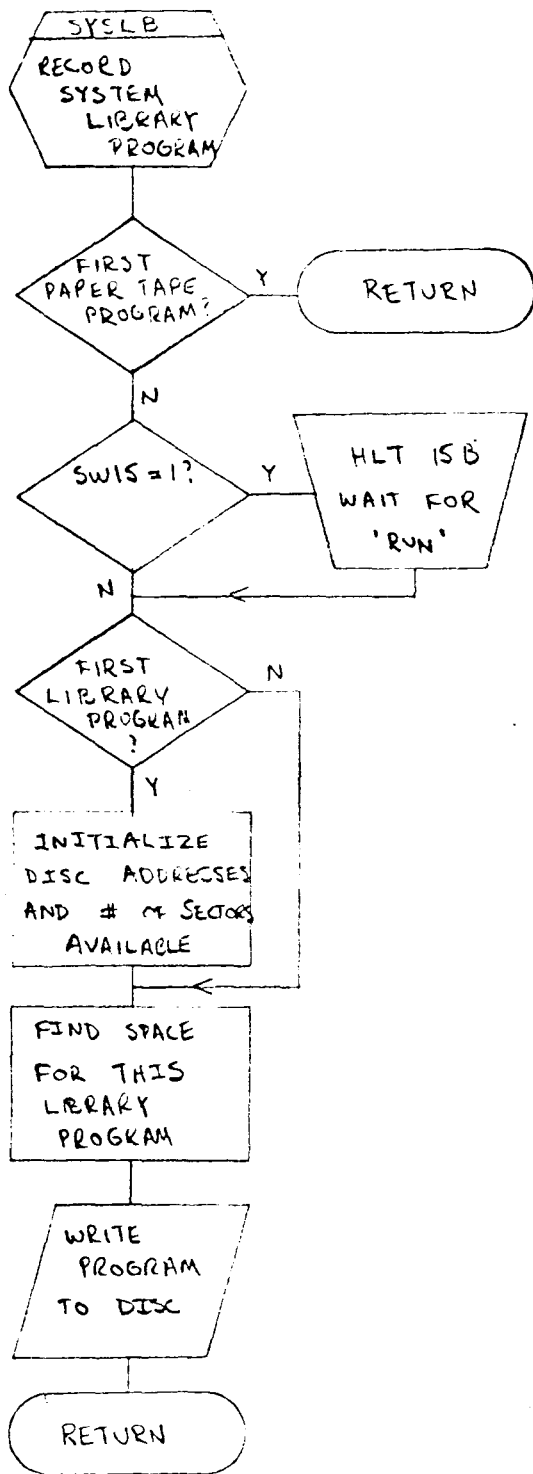 SYSLB
RECORD
SYSTEM
LIBRARY
PROGRAM
FIRST
PAPER TAPE
PROGRAM?
Y
RETURN
N
SW15=1?
Y
HLT 15B
WAIT FOR
'RUN'
N
FIRST
LIBRARY
PROGRAM
?
N
Y
INITIALIZE
DISC ADDRESSES
AND # OF SECTORS
AVAILABLE
FIND SPACE
FOR THIS
LIBRARY
PROGRAM
WRITE
PROGRAM
TO DISC
RETURN